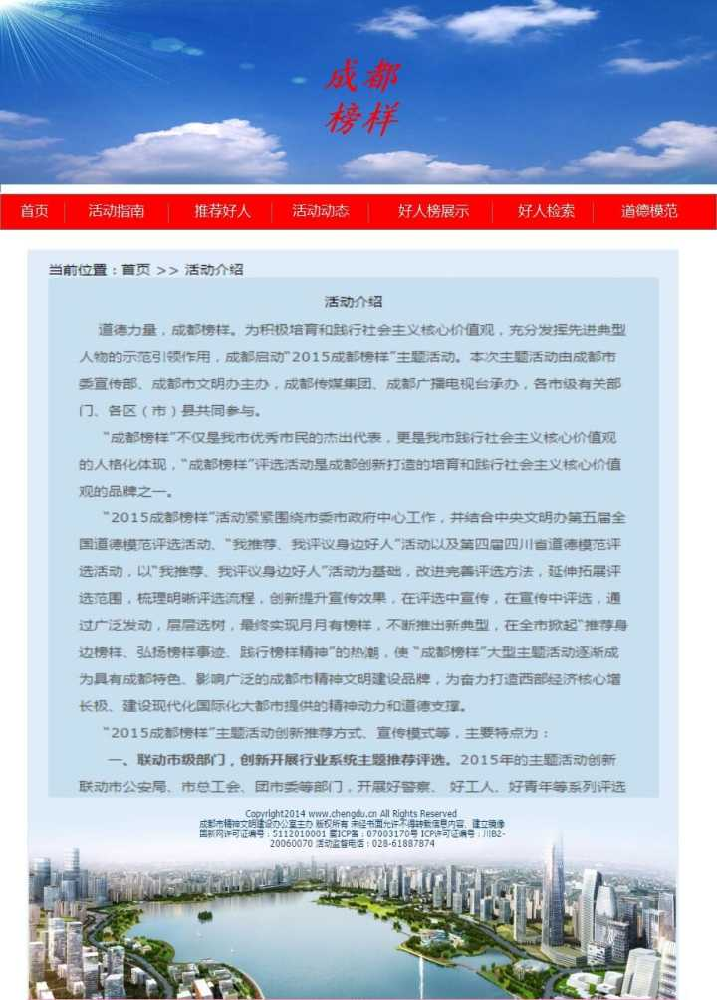 成都
榜样
首页 活动指南 推荐好人 活动动态 好人榜展示 好人检索 道德模范
当前位置：首页 >> 活动介绍
活动介绍
道德力量，成都榜样。为积极培育和践行社会主义核心价值观，充分发挥先进典型
人物的示范引领作用，成都启动“2015成都榜样”主题活动。本次主题活动由成都市
委宣传部、成都市文明办主办，成都传媒集团、成都广播电视台承办，各市级有关部
门、各区（市）县共同参与。
“成都榜样”不仅是我市优秀市民的杰出代表，更是我市践行社会主义核心价值观
的人格化体现，“成都榜样”评选活动是成都创新打造的培育和践行社会主义核心价值
观的品牌之一。
“2015成都榜样”活动紧紧围绕市委市政府中心工作，并结合中央文明办第五届全
国道德模范评选活动、“我推荐、我评议身边好人”活动以及第四届四川省道德模范评
选活动，以“我推荐、我评议身边好人”活动为基础，改进完善评选方法，延伸拓展评
选范围，梳理明晰评选流程，创新提升宣传效果，在评选中宣传，在宣传中评选，通
过广泛发动，层层选树，最终实现月月有榜样，不断推出新典型，在全市掀起“推荐身
边榜样、弘扬榜样事迹、践行榜样精神”的热潮，使 “成都榜样”大型主题活动逐渐成
为具有成都特色、影响广泛的成都市精神文明建设品牌，为奋力打造西部经济核心增
长极、建设现代化国际化大都市提供的精神动力和道德支撑。
“2015成都榜样”主题活动创新推荐方式、宣传模式等，主要特点为：
一、联动市级部门，创新开展行业系统主题推荐评选。2015年的主题活动创新
联动市公安局、市总工会、团市委等部门，开展好警察、 好工人、好青年等系列评选
Copyright2014 www.chengdu.cn All Rights Reserved
成都市精神文明建设办公室主办 版权所有 未经书面允许不得转载信息内容、建立镜像
国新网许可证编号：5112010001 蜀ICP备：07003170号 ICP许可证编号：川B2-
20060070 活动监督电话：028-61887874